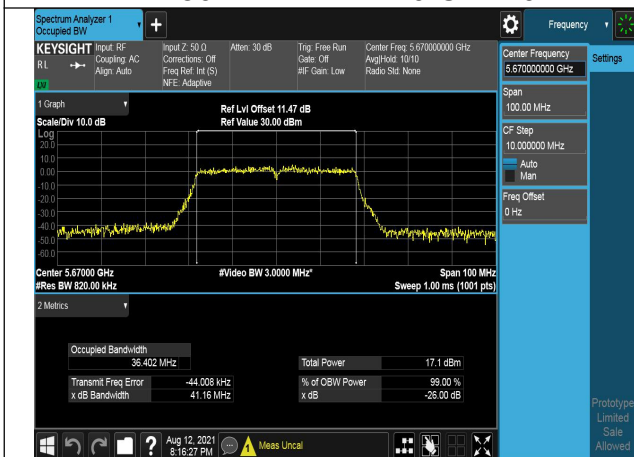 Spectrum Analyzer 1
Occupied BW
Frequency
KEYSIGHT
R L
Input: RF
Coupling: AC
Align: Auto
Input Z: 50 Ω
Corrections: Off
Freq Ref: Int (S)
NFE: Adaptive
Atten: 30 dB
Trig: Free Run
Gate: Off
#IF Gain: Low
Center Freq: 5.670000000 GHz
Avg|Hold: 10/10
Radio Std: None
Center Frequency
5.670000000 GHz
Settings
Span
100.00 MHz
CF Step
10.000000 MHz
Auto
Man
Freq Offset
0 Hz
1 Graph
Scale/Div 10.0 dB
Ref Lvl Offset 11.47 dB
Ref Value 30.00 dBm
Log
20.0
10.0
0.00
-10.0
-20.0
-30.0
-40.0
-50.0
-60.0
Center 5.67000 GHz
#Res BW 820.00 kHz
#Video BW 3.0000 MHz*
Span 100 MHz
Sweep 1.00 ms (1001 pts)
2 Metrics
Occupied Bandwidth
36.402 MHz
Total Power 17.1 dBm
Transmit Freq Error -44.008 kHz
% of OBW Power 99.00 %
x dB Bandwidth 41.16 MHz
x dB -26.00 dB
Prototype
Limited
Sale
Allowed
Aug 12, 2021
8:16:27 PM
Meas Uncal